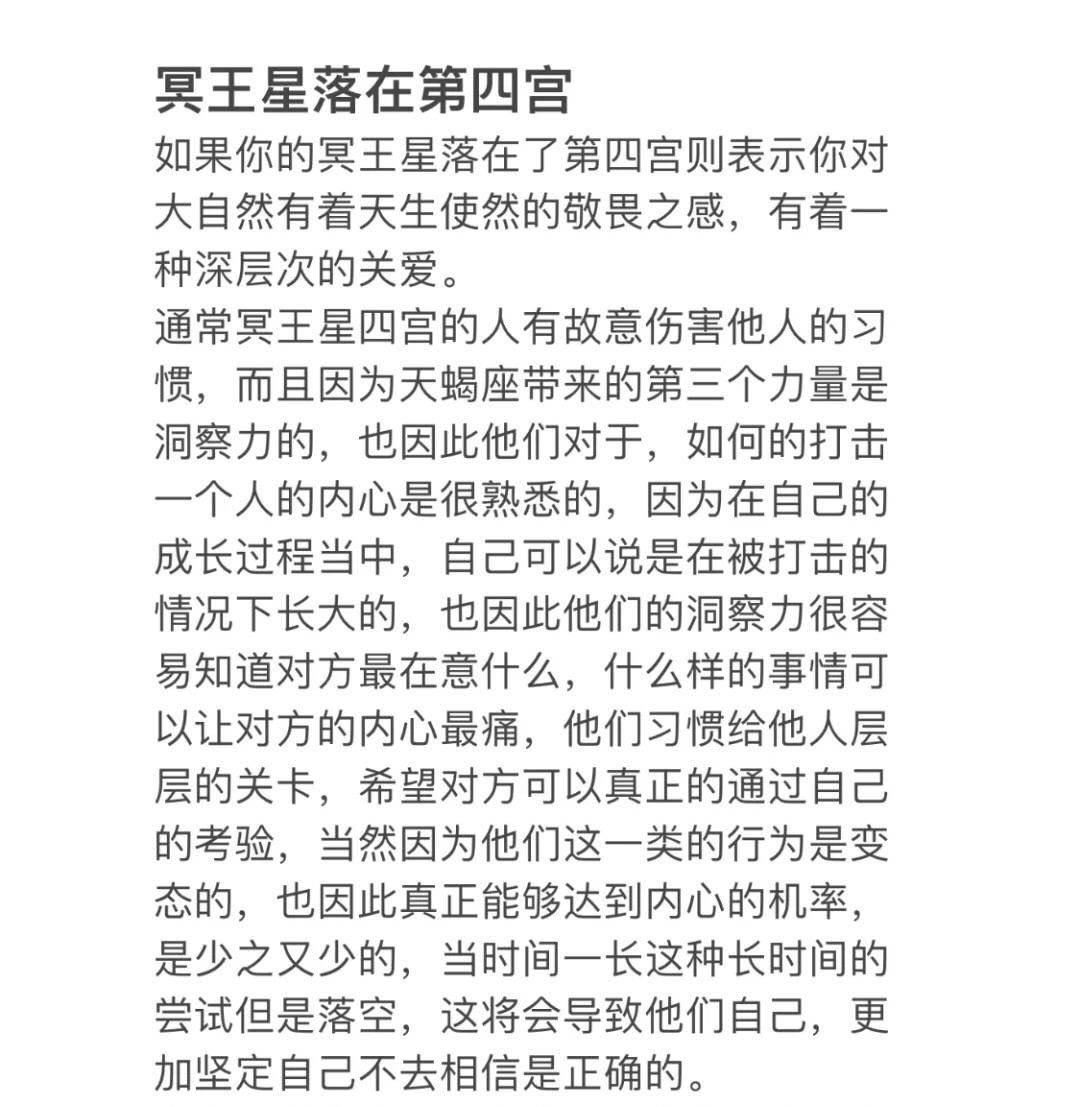 冥王星落在第四宫
如果你的冥王星落在了第四宫则表示你对
大自然有着天生使然的敬畏之感，有着一
种深层次的关爱。
通常冥王星四宫的人有故意伤害他人的习
惯，而且因为天蝎座带来的第三个力量是
洞察力的，也因此他们对于，如何的打击
一个人的内心是很熟悉的，因为在自己的
成长过程当中，自己可以说是在被打击的
情况下长大的，也因此他们的洞察力很容
易知道对方最在意什么，什么样的事情可
以让对方的内心最痛，他们习惯给他人层
层的关卡，希望对方可以真正的通过自己
的考验，当然因为他们这一类的行为是变
态的，也因此真正能够达到内心的机率，
是少之又少的，当时间一长这种长时间的
尝试但是落空，这将会导致他们自己，更
加坚定自己不去相信是正确的。